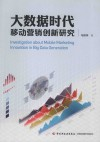 大数据时代
移动营销创新研究
Investigation about Mobile Marketing
Innovation in Big Data Generation